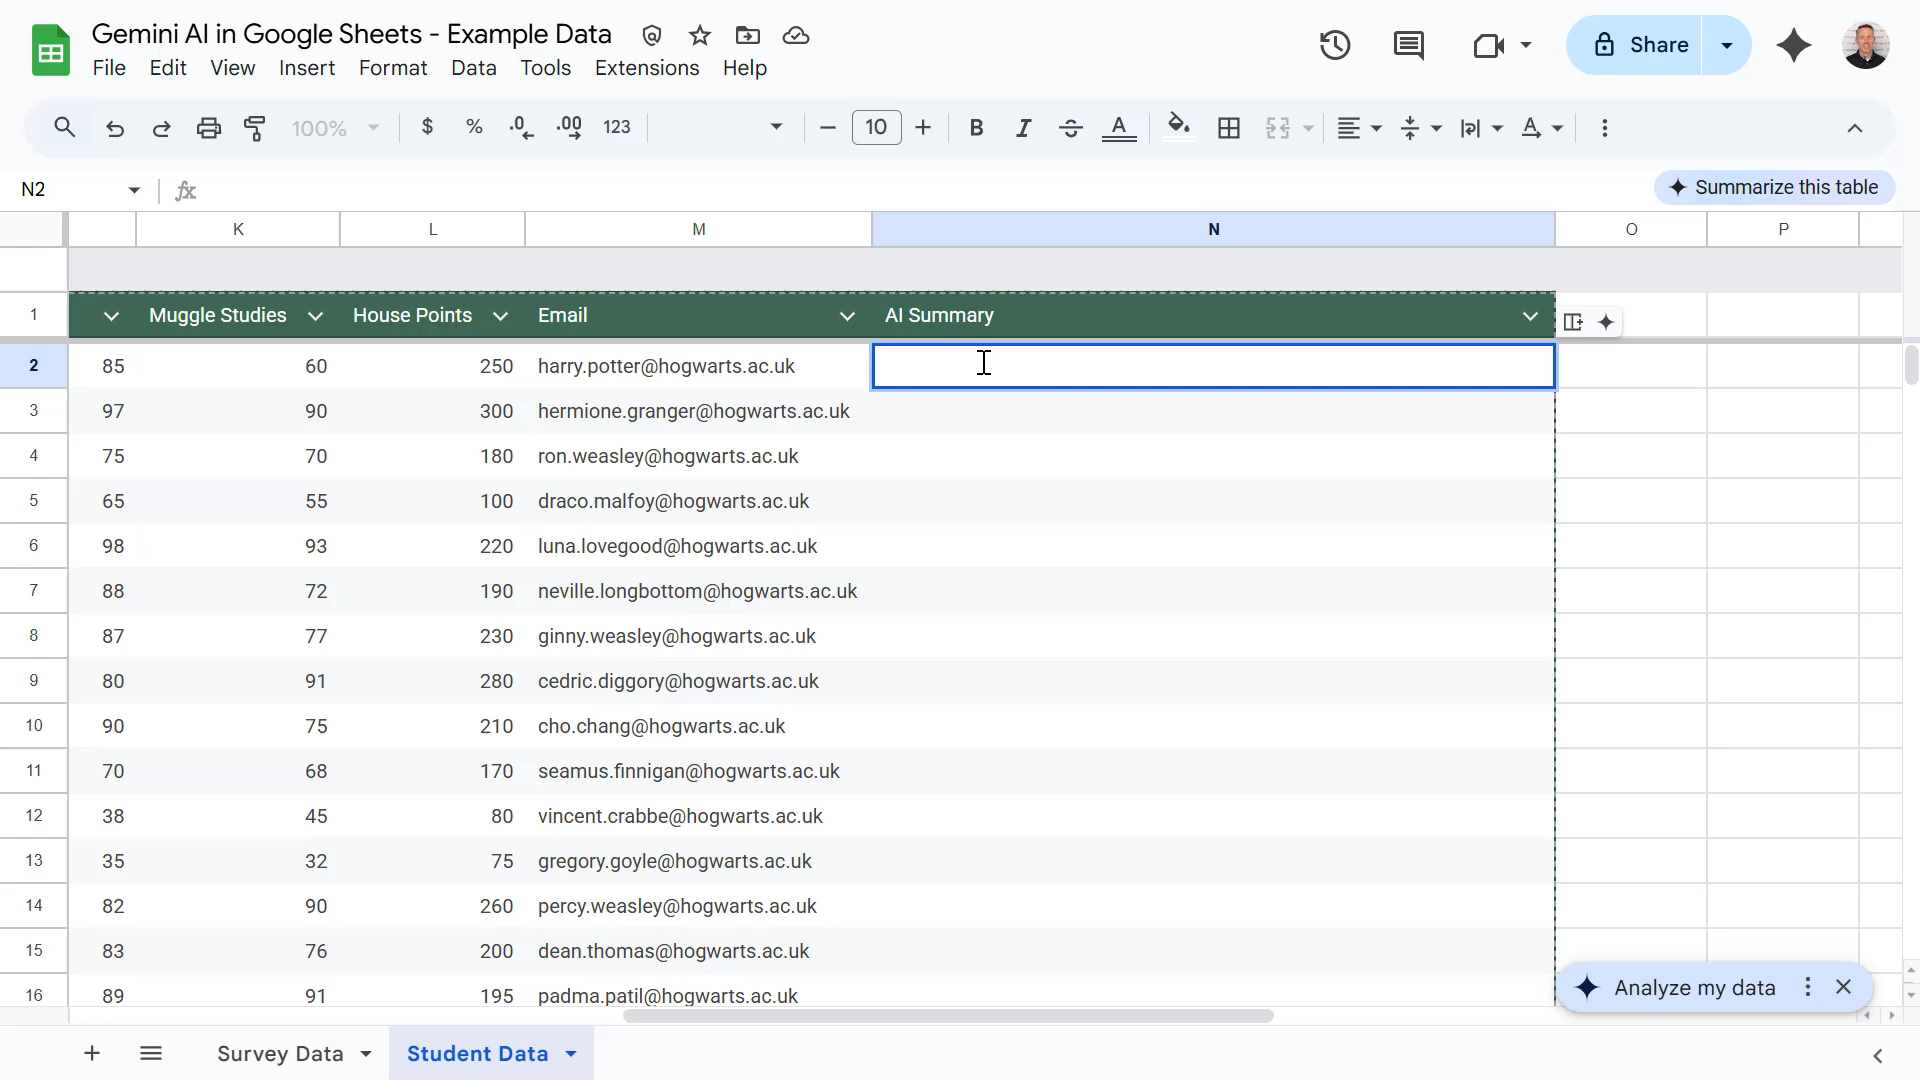 Gemini AI in Google Sheets - Example Data
File Edit View Insert Format Data Tools Extensions Help
Share
100% $ % .0 .00 123 10 B I A A
N2 fx Summarize this table
K L M N O P
1 Muggle Studies House Points Email AI Summary
2 85 60 250 harry.potter@hogwarts.ac.uk
3 97 90 300 hermione.granger@hogwarts.ac.uk
4 75 70 180 ron.weasley@hogwarts.ac.uk
5 65 55 100 draco.malfoy@hogwarts.ac.uk
6 98 93 220 luna.lovegood@hogwarts.ac.uk
7 88 72 190 neville.longbottom@hogwarts.ac.uk
8 87 77 230 ginny.weasley@hogwarts.ac.uk
9 80 91 280 cedric.diggory@hogwarts.ac.uk
10 90 75 210 cho.chang@hogwarts.ac.uk
11 70 68 170 seamus.finnigan@hogwarts.ac.uk
12 38 45 80 vincent.crabbe@hogwarts.ac.uk
13 35 32 75 gregory.goyle@hogwarts.ac.uk
14 82 90 260 percy.weasley@hogwarts.ac.uk
15 83 76 200 dean.thomas@hogwarts.ac.uk
16 89 91 195 padma.patil@hogwarts.ac.uk
Analyze my data
Survey Data Student Data